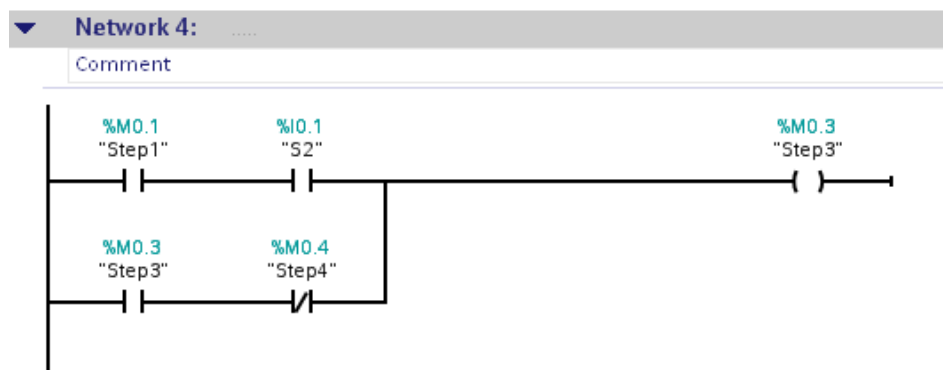 Network 4: .....
Comment
%M0.1 %I0.1 %M0.3
"Step1" "S2" "Step3"
%M0.3 %M0.4
"Step3" "Step4"